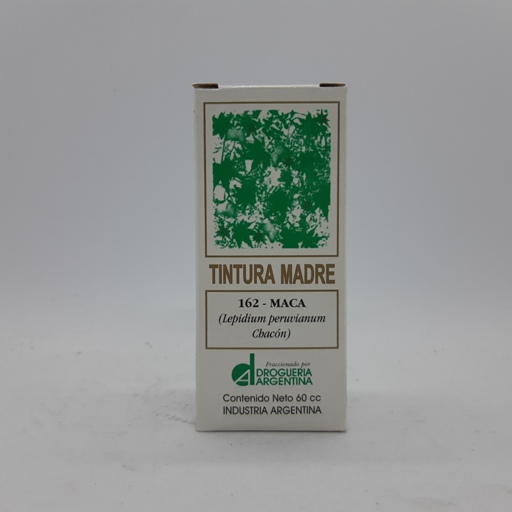 TINTURA MADRE
162 - MACA
(Lepidium peruvianum
Chacón)
Fraccionado por
DROGUERIA
ARGENTINA
Contenido Neto 60 cc
INDUSTRIA ARGENTINA